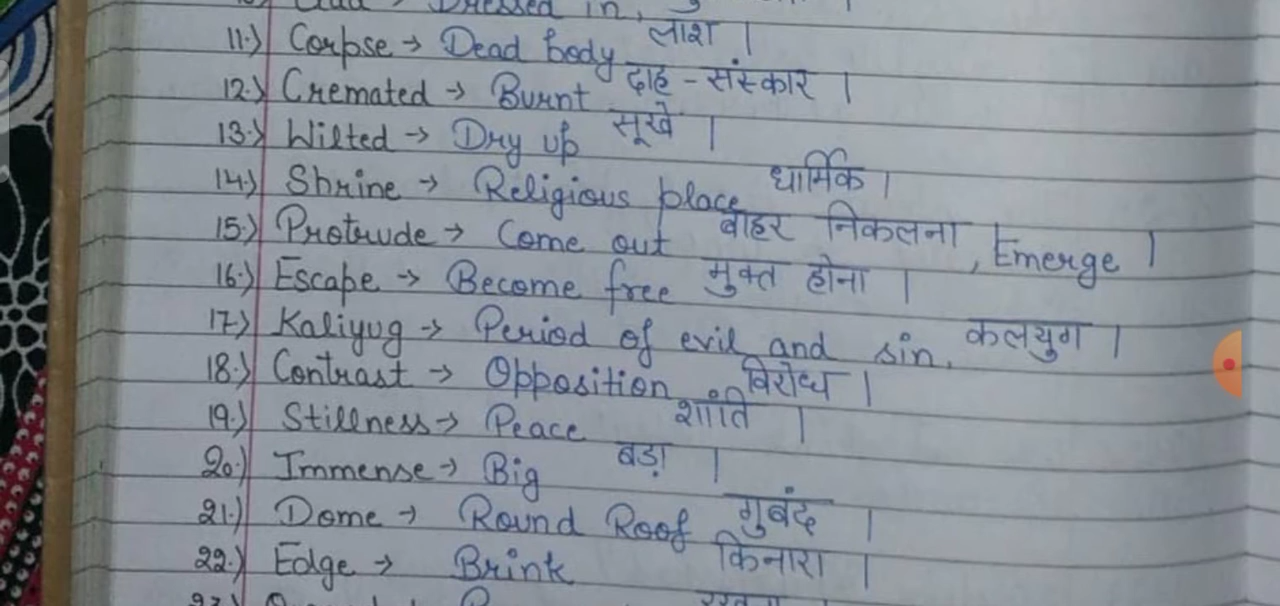 Dressed in,
11.) Corpse → Dead body लाश ।
12.) Cremated → Burnt दाह - संस्कार ।
13.) Wilted → Dry up सूखे ।
14.) Shrine → Religious place धार्मिक ।
15.) Protrude → Come out बाहर निकलना, Emerge ।
16.) Escape → Become free मुक्त होना ।
17.) Kaliyug → Period of evil and sin, कलयुग ।
18.) Contrast → Opposition विरोध ।
19.) Stillness → Peace शांति ।
20.) Immense → Big बड़ा ।
21.) Dome → Round Roof गुबंद ।
22.) Edge → Brink किनारा ।